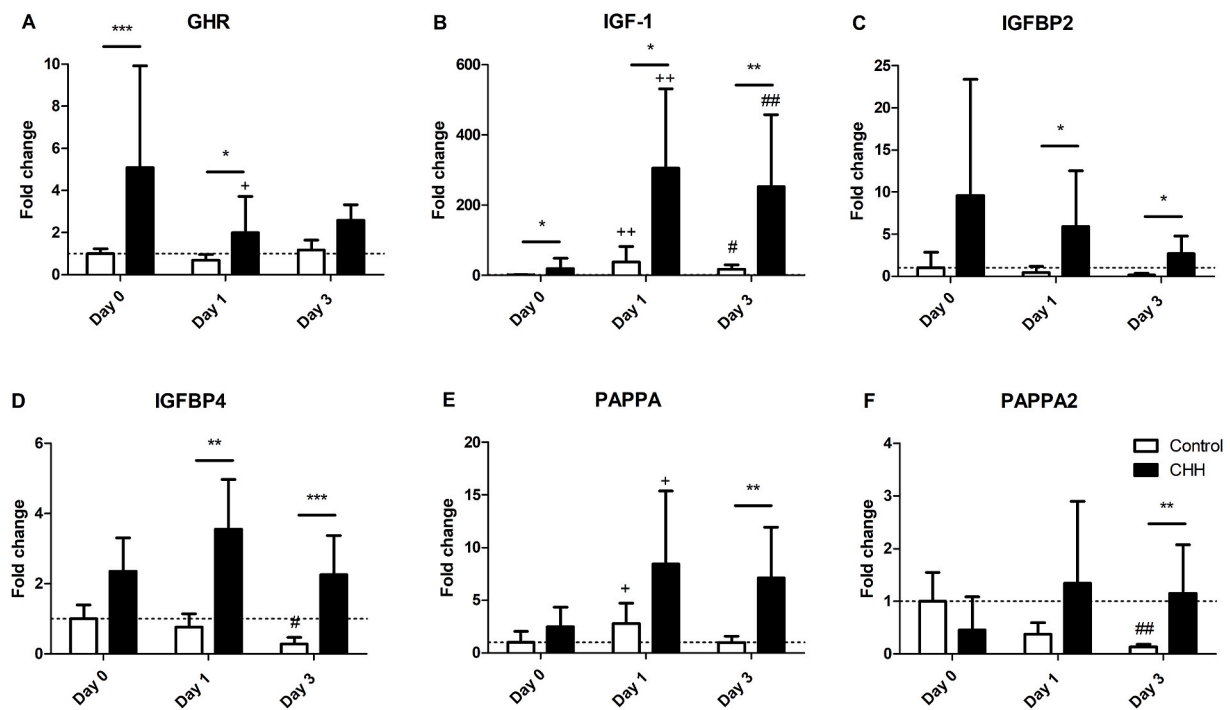 A GHR
***
10
8
6
4
2
0
Fold change
*
+
Day 0
Day 1
Day 3
B IGF-1
600
400
200
0
Fold change
*
++
*
++
#
**
##
Day 0
Day 1
Day 3
C IGFBP2
25
20
15
10
5
0
Fold change
*
*
Day 0
Day 1
Day 3
D IGFBP4
6
4
2
0
Fold change
**
#
***
Day 0
Day 1
Day 3
E PAPPA
20
15
10
5
0
Fold change
+
+
**
Day 0
Day 1
Day 3
F PAPPA2
4
3
2
1
0
Fold change
##
**
Control
CHH
Day 0
Day 1
Day 3